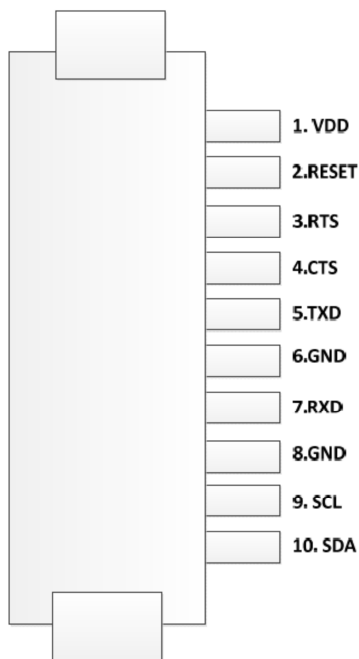 1. VDD
2.RESET
3.RTS
4.CTS
5.TXD
6.GND
7.RXD
8.GND
9. SCL
10. SDA